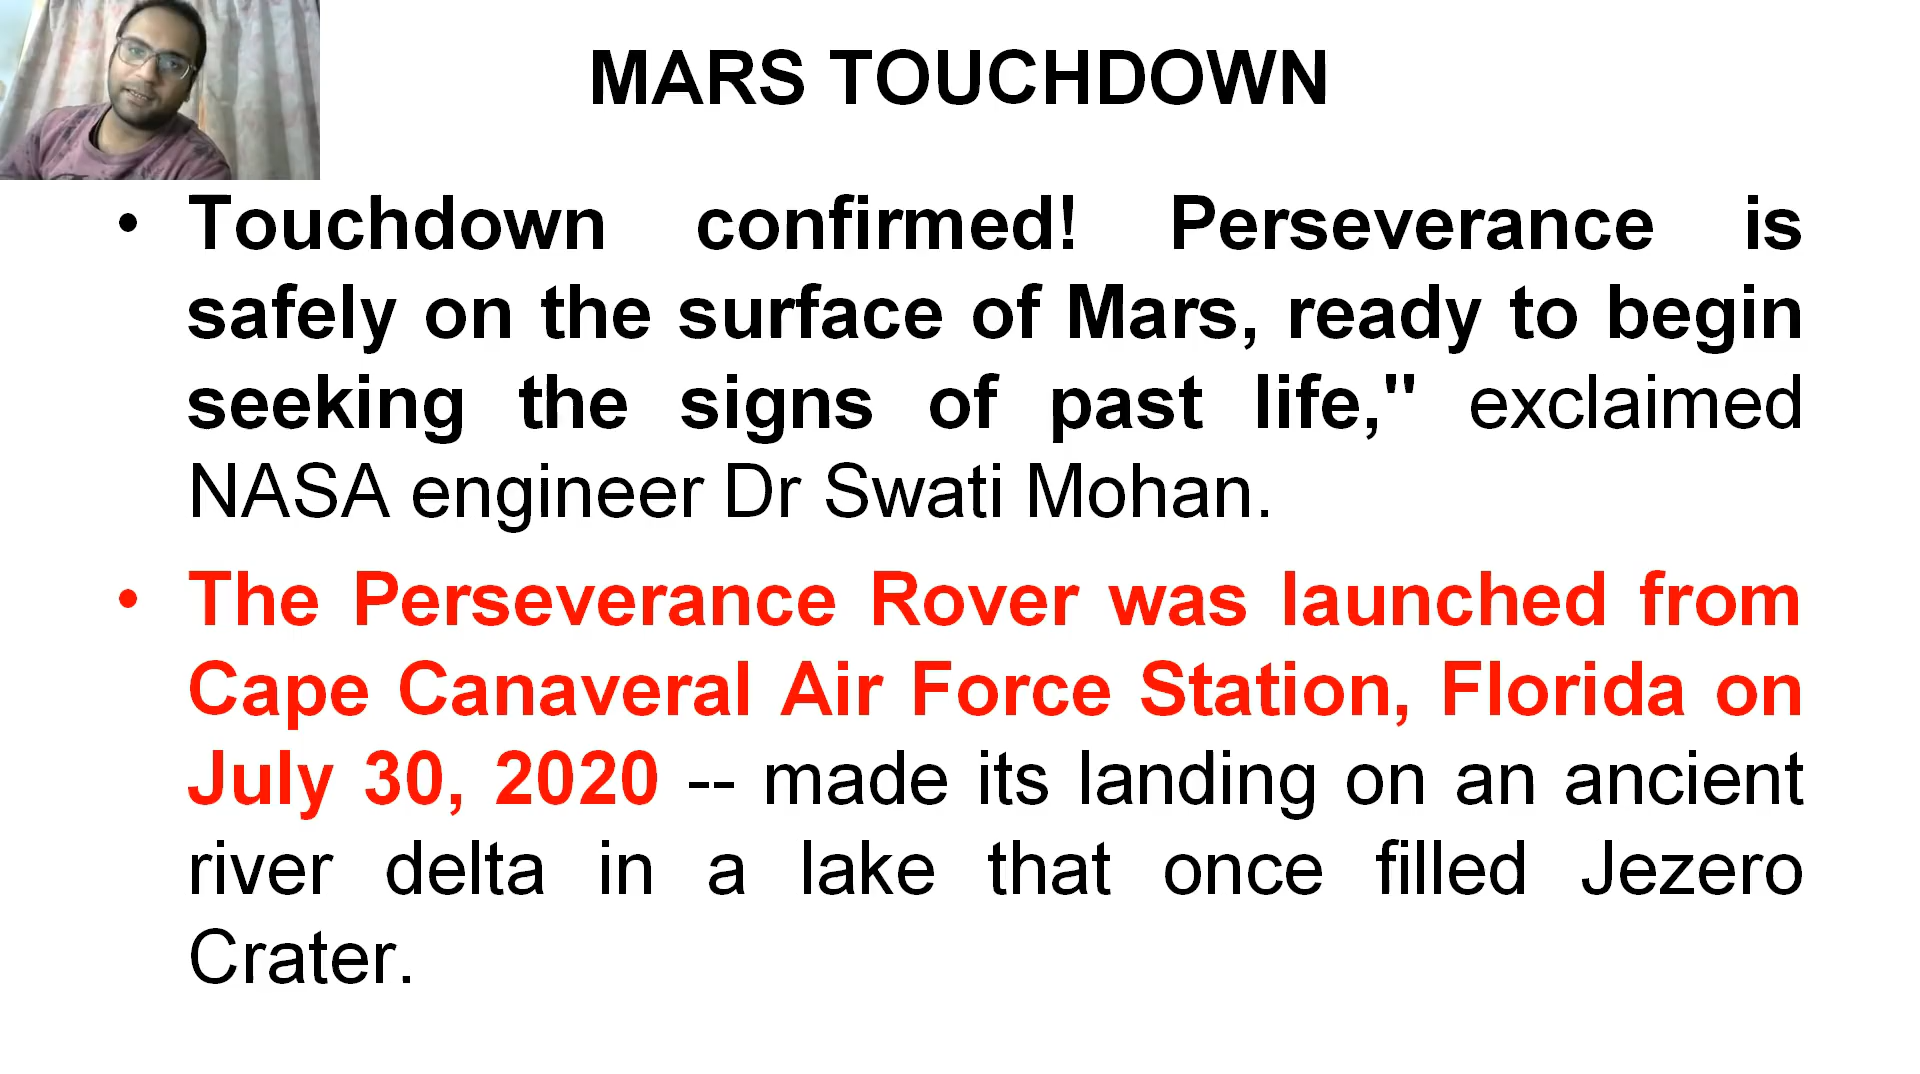 MARS TOUCHDOWN
• Touchdown confirmed! Perseverance is
safely on the surface of Mars, ready to begin
seeking the signs of past life," exclaimed
NASA engineer Dr Swati Mohan.
• The Perseverance Rover was launched from
Cape Canaveral Air Force Station, Florida on
July 30, 2020 -- made its landing on an ancient
river delta in a lake that once filled Jezero
Crater.